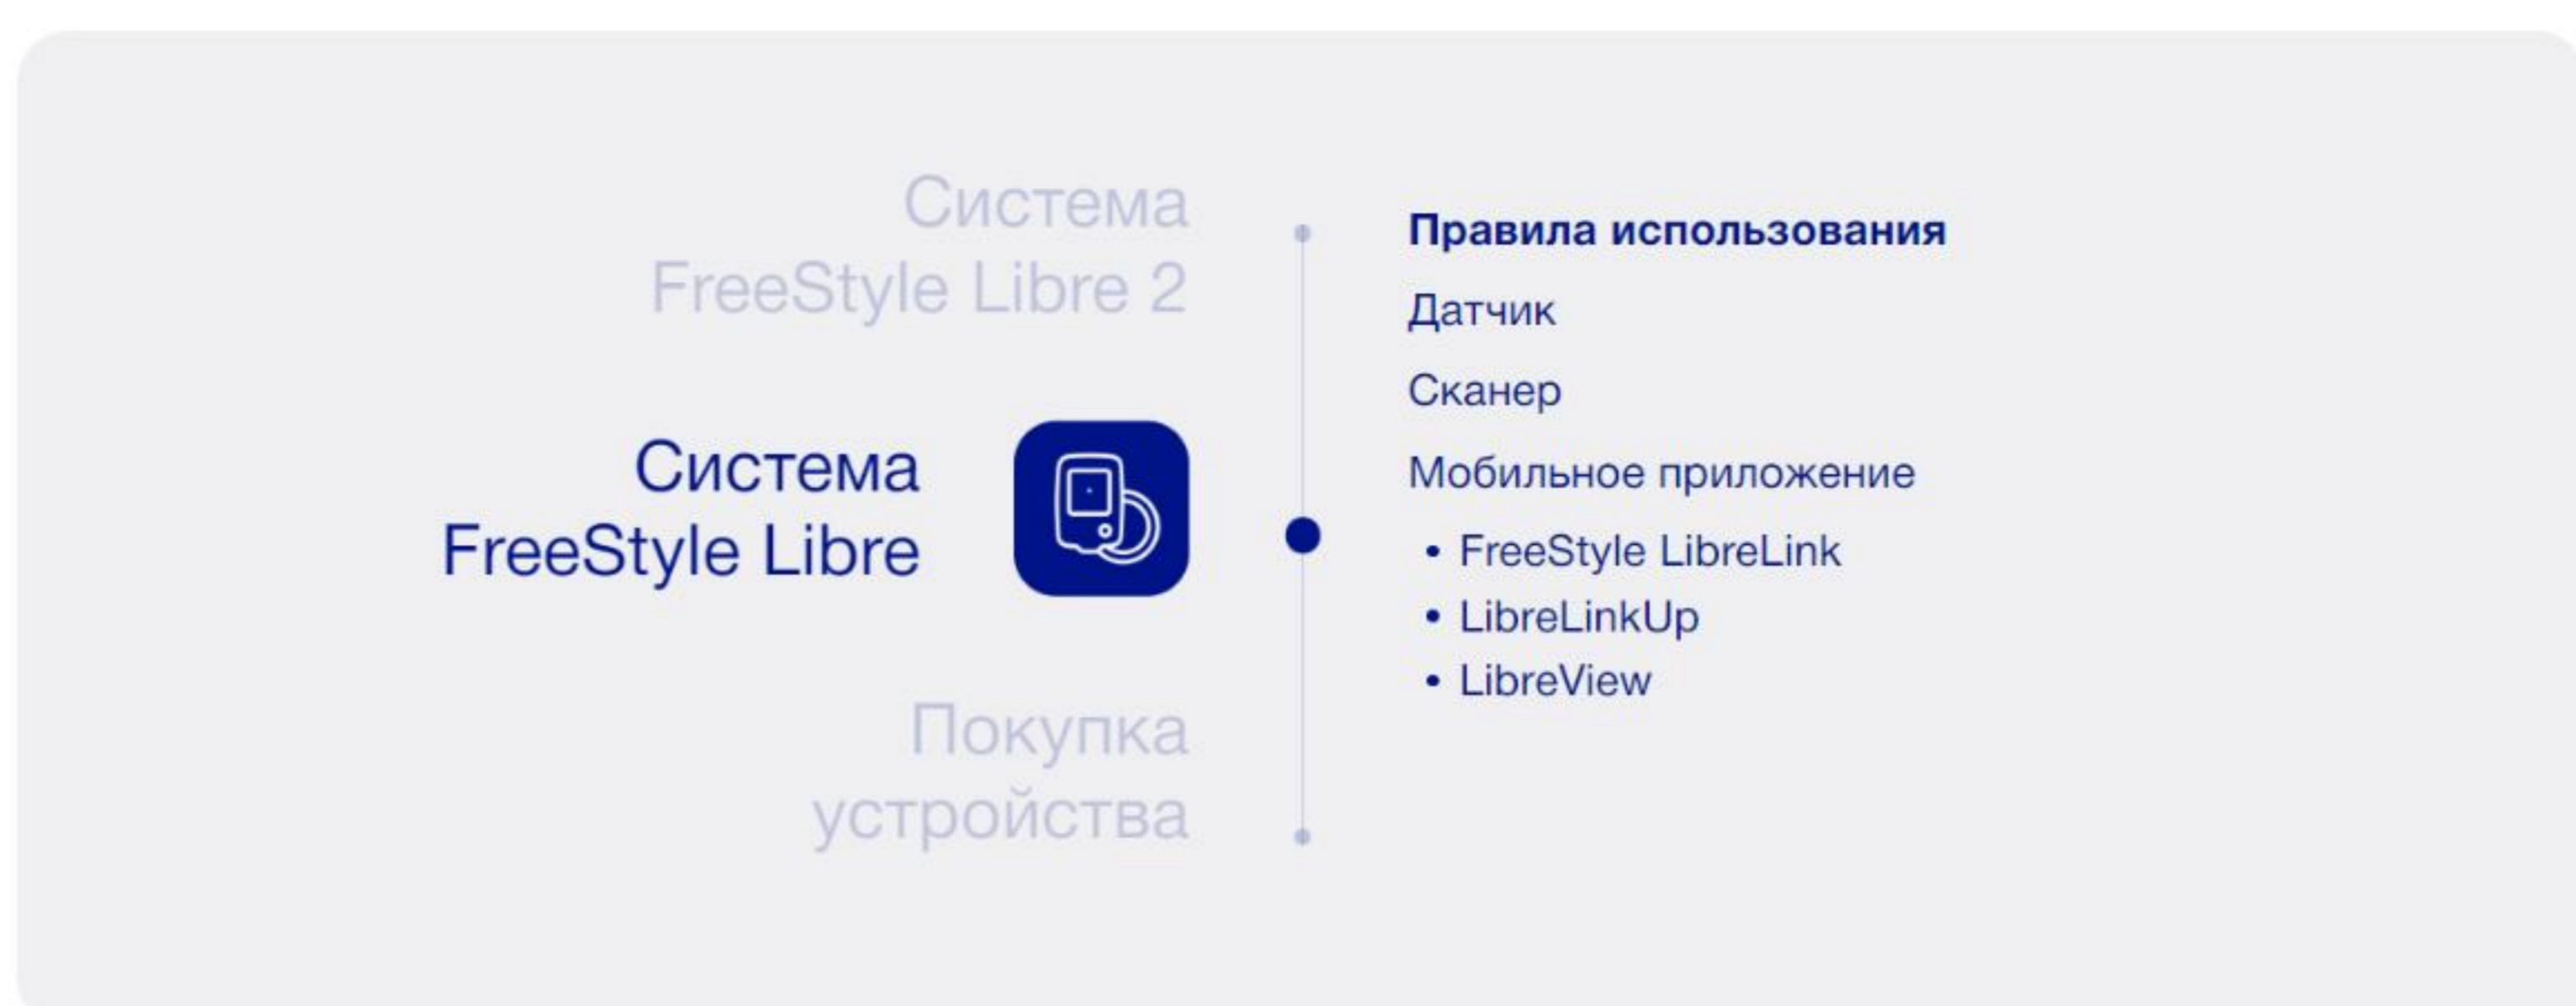 Система
FreeStyle Libre 2
Система
FreeStyle Libre
Покупка
устройства
Правила использования
Датчик
Сканер
Мобильное приложение
• FreeStyle LibreLink
• LibreLinkUp
• LibreView